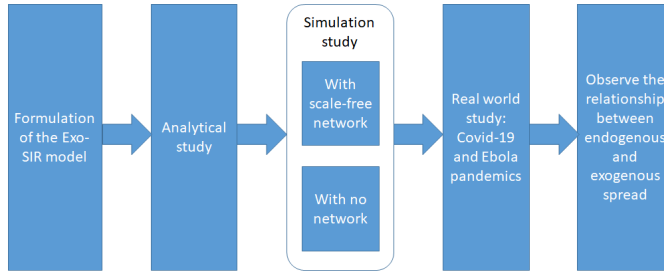 Formulation
of the Exo-
SIR model
Analytical
study
Simulation
study
With
scale-free
network
With no
network
Real world
study:
Covid-19
and Ebola
pandemics
Observe the
relationship
between
endogenous
and
exogenous
spread